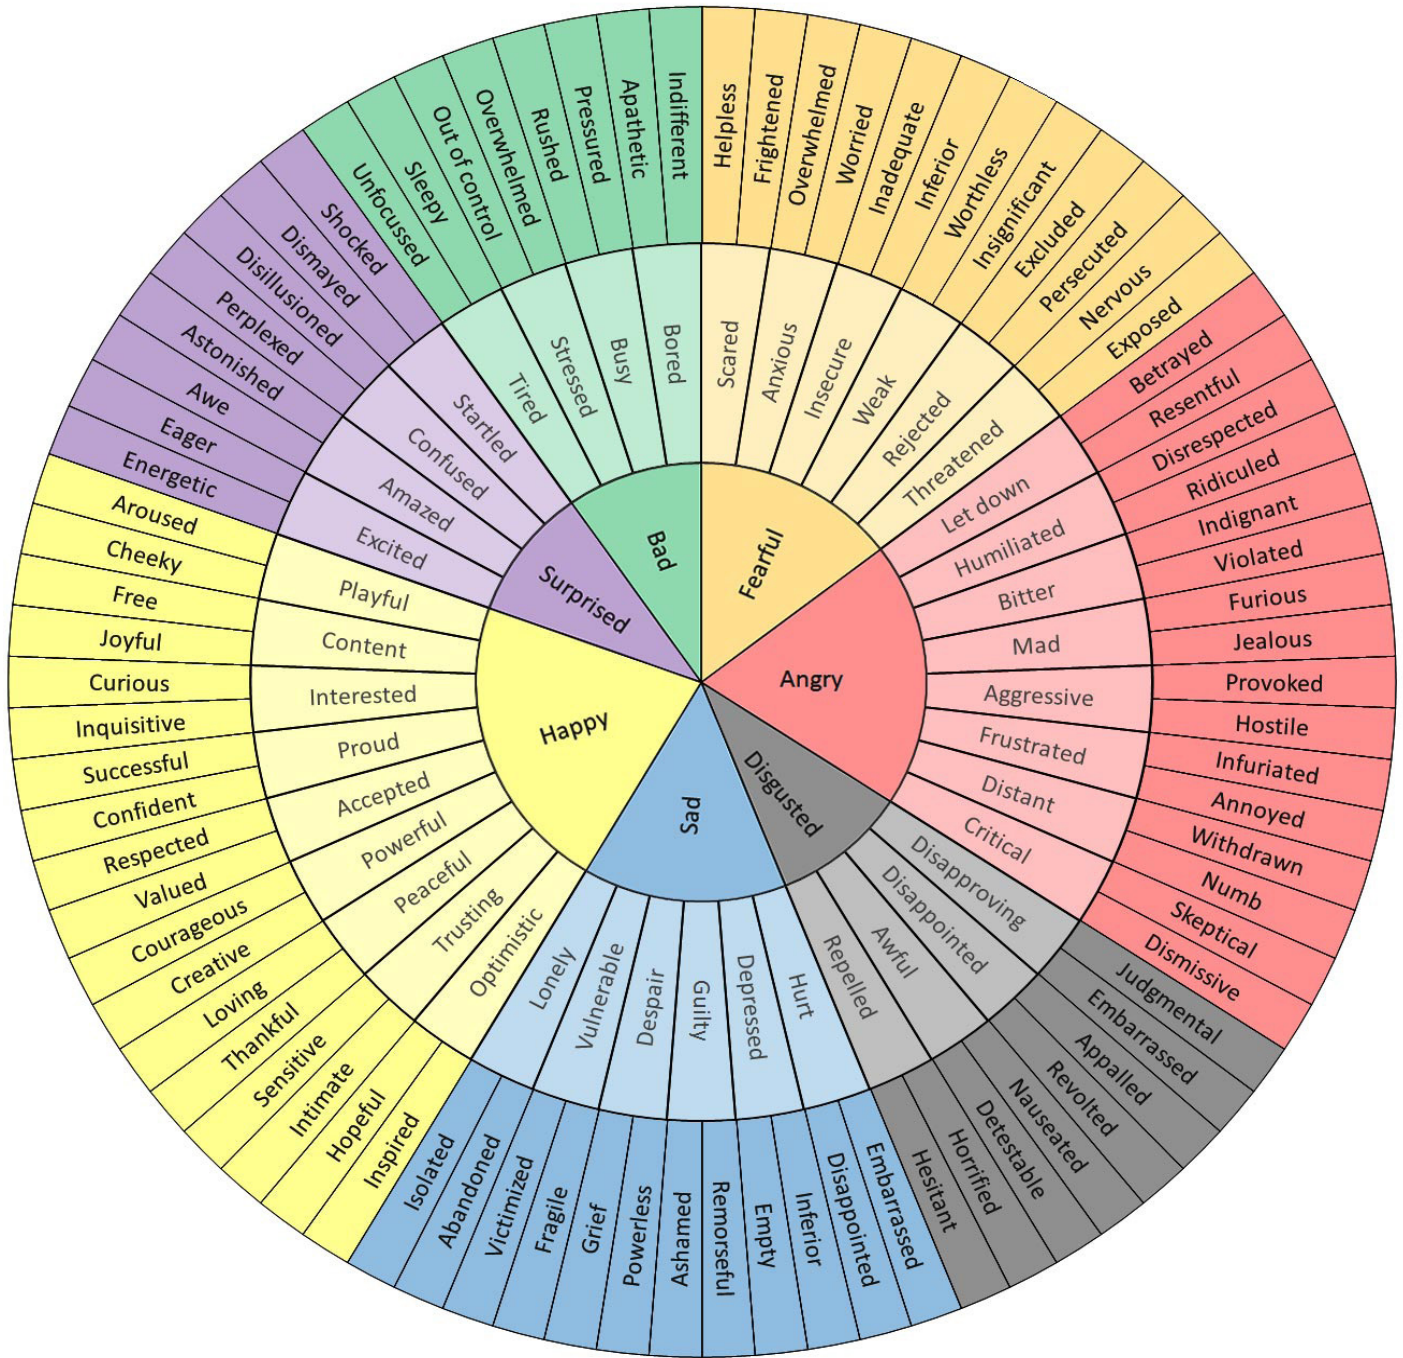 Fearful
Angry
Disgusted
Sad
Happy
Surprised
Bad
Scared
Anxious
Insecure
Weak
Rejected
Threatened
Let down
Humiliated
Bitter
Mad
Aggressive
Frustrated
Distant
Critical
Disapproving
Disappointed
Awful
Repelled
Hurt
Depressed
Guilty
Despair
Vulnerable
Lonely
Optimistic
Trusting
Peaceful
Powerful
Accepted
Proud
Interested
Content
Playful
Excited
Amazed
Confused
Startled
Tired
Stressed
Busy
Bored
Helpless
Frightened
Overwhelmed
Worried
Inadequate
Inferior
Worthless
Insignificant
Excluded
Persecuted
Nervous
Exposed
Betrayed
Resentful
Disrespected
Ridiculed
Indignant
Violated
Furious
Jealous
Provoked
Hostile
Infuriated
Annoyed
Withdrawn
Numb
Skeptical
Dismissive
Judgmental
Embarrassed
Appalled
Revolted
Nauseated
Detestable
Horrified
Hesitant
Embarrassed
Disappointed
Inferior
Empty
Remorseful
Ashamed
Powerless
Grief
Fragile
Victimized
Abandoned
Isolated
Inspired
Hopeful
Intimate
Sensitive
Thankful
Loving
Creative
Courageous
Valued
Respected
Confident
Successful
Inquisitive
Curious
Joyful
Free
Cheeky
Aroused
Energetic
Eager
Awe
Astonished
Perplexed
Disillusioned
Dismayed
Shocked
Unfocussed
Sleepy
Out of control
Overwhelmed
Rushed
Pressured
Apathetic
Indifferent